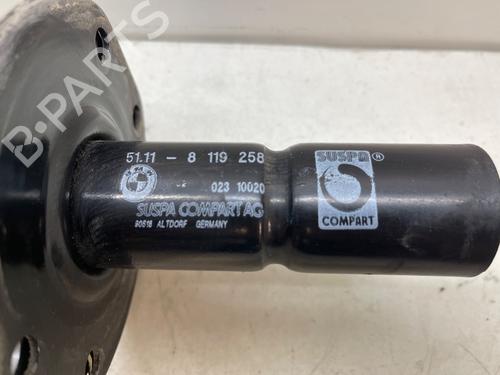 B-PARTS
51.11 - 8 119 258
023 10020
SUSPA COMPART AG
90518 ALTDORF GERMANY
SUSPA ®
COMPART